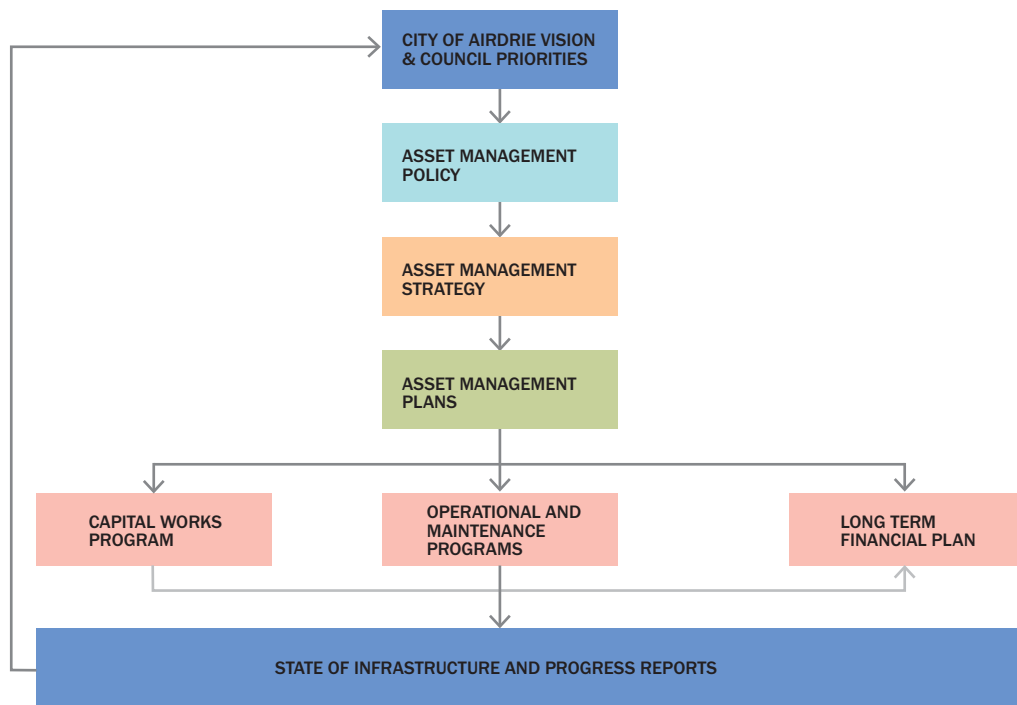 CITY OF AIRDRIE VISION
& COUNCIL PRIORITIES
ASSET MANAGEMENT
POLICY
ASSET MANAGEMENT
STRATEGY
ASSET MANAGEMENT
PLANS
CAPITAL WORKS
PROGRAM
OPERATIONAL AND
MAINTENANCE
PROGRAMS
LONG TERM
FINANCIAL PLAN
STATE OF INFRASTRUCTURE AND PROGRESS REPORTS